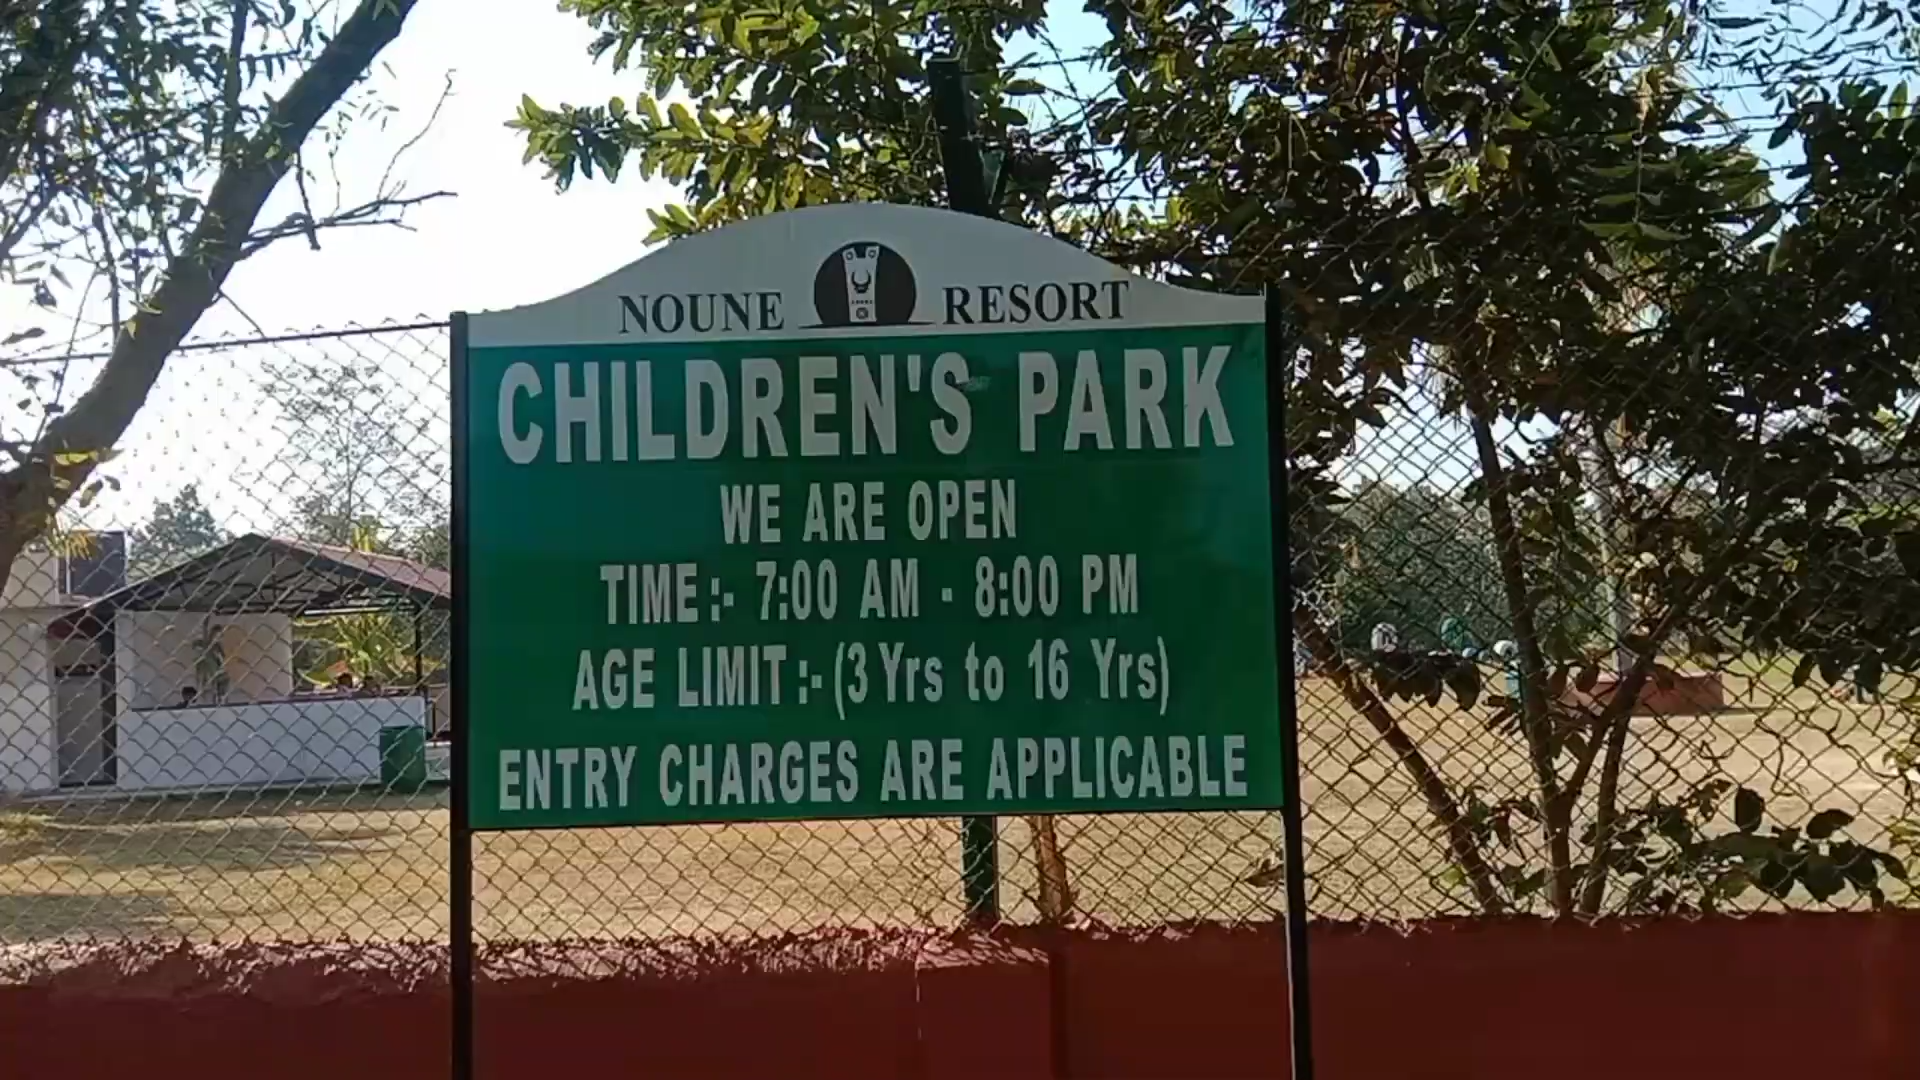 NOUNE RESORT
CHILDREN'S PARK
WE ARE OPEN
TIME:- 7:00 AM - 8:00 PM
AGE LIMIT:- (3 Yrs to 16 Yrs)
ENTRY CHARGES ARE APPLICABLE